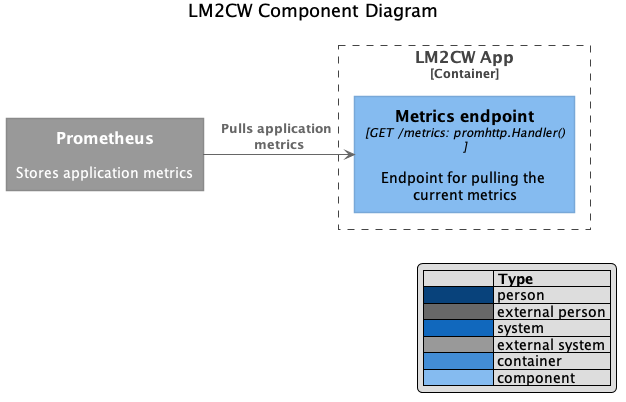 LM2CW Component Diagram
LM2CW App
[Container]
Prometheus
Stores application metrics
Pulls application
metrics
Metrics endpoint
[GET /metrics: promhttp.Handler()
]
Endpoint for pulling the
current metrics
Type
person
external person
system
external system
container
component